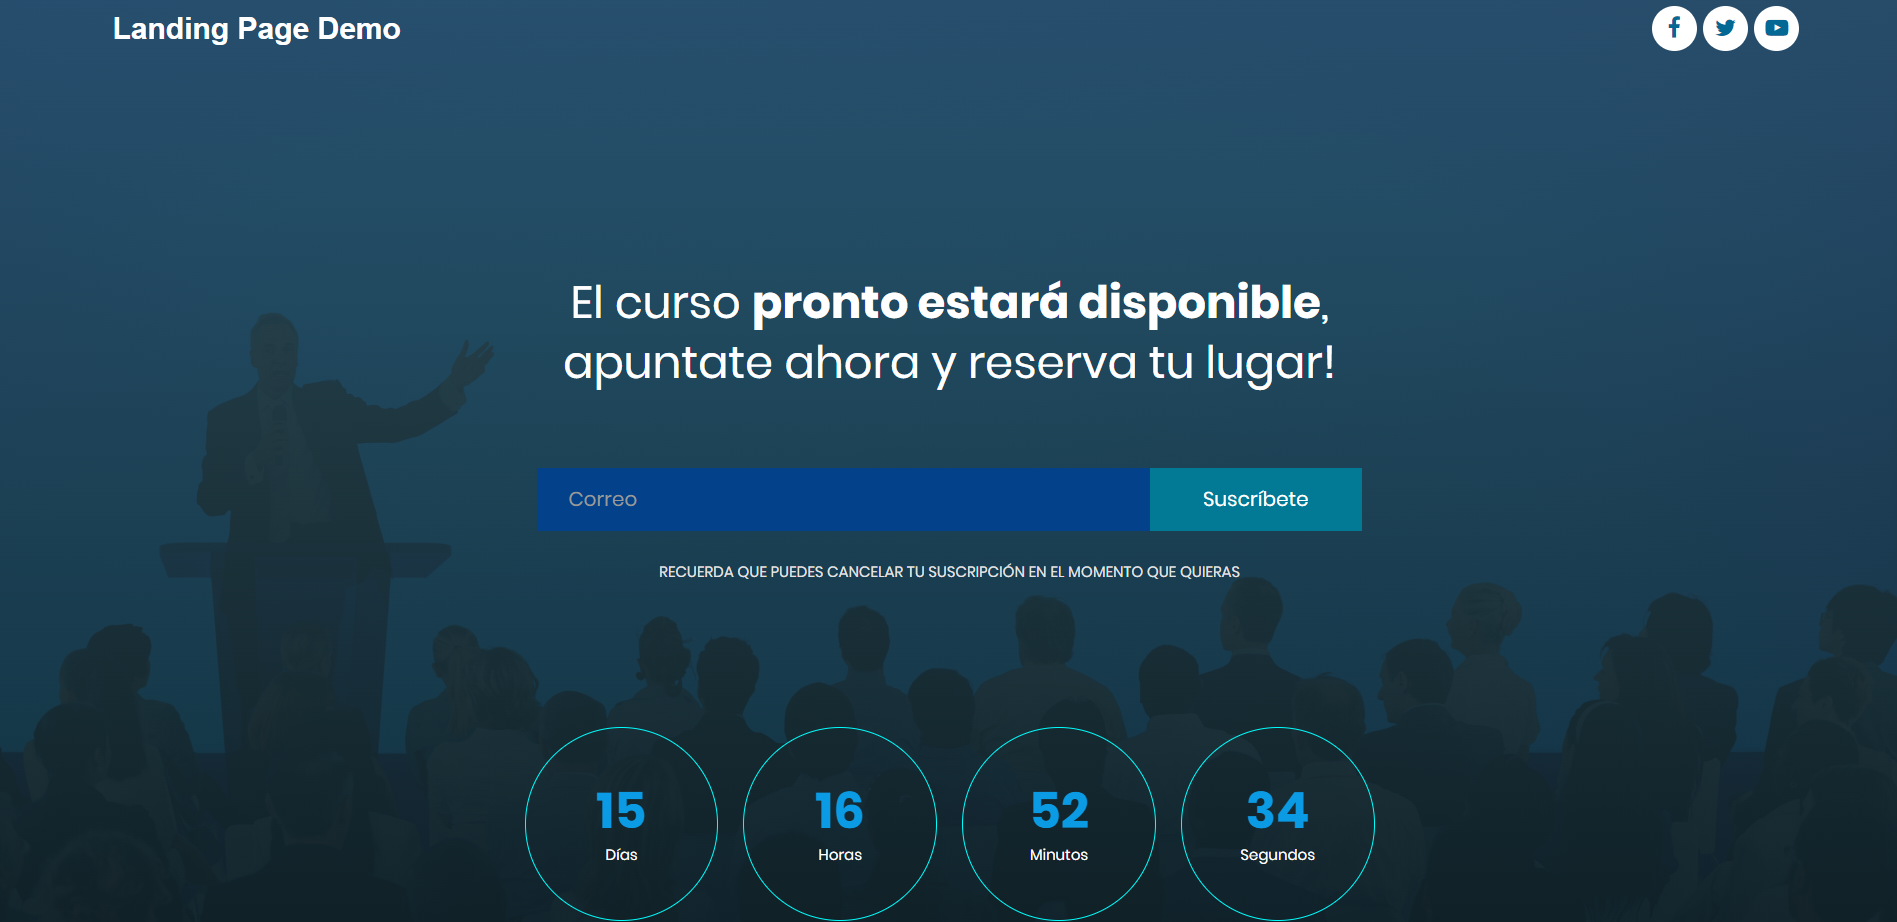 Landing Page Demo
El curso pronto estará disponible,
apuntate ahora y reserva tu lugar!
Correo
Suscríbete
RECUERDA QUE PUEDES CANCELAR TU SUSCRIPCIÓN EN EL MOMENTO QUE QUIERAS
15
Días
16
Horas
52
Minutos
34
Segundos